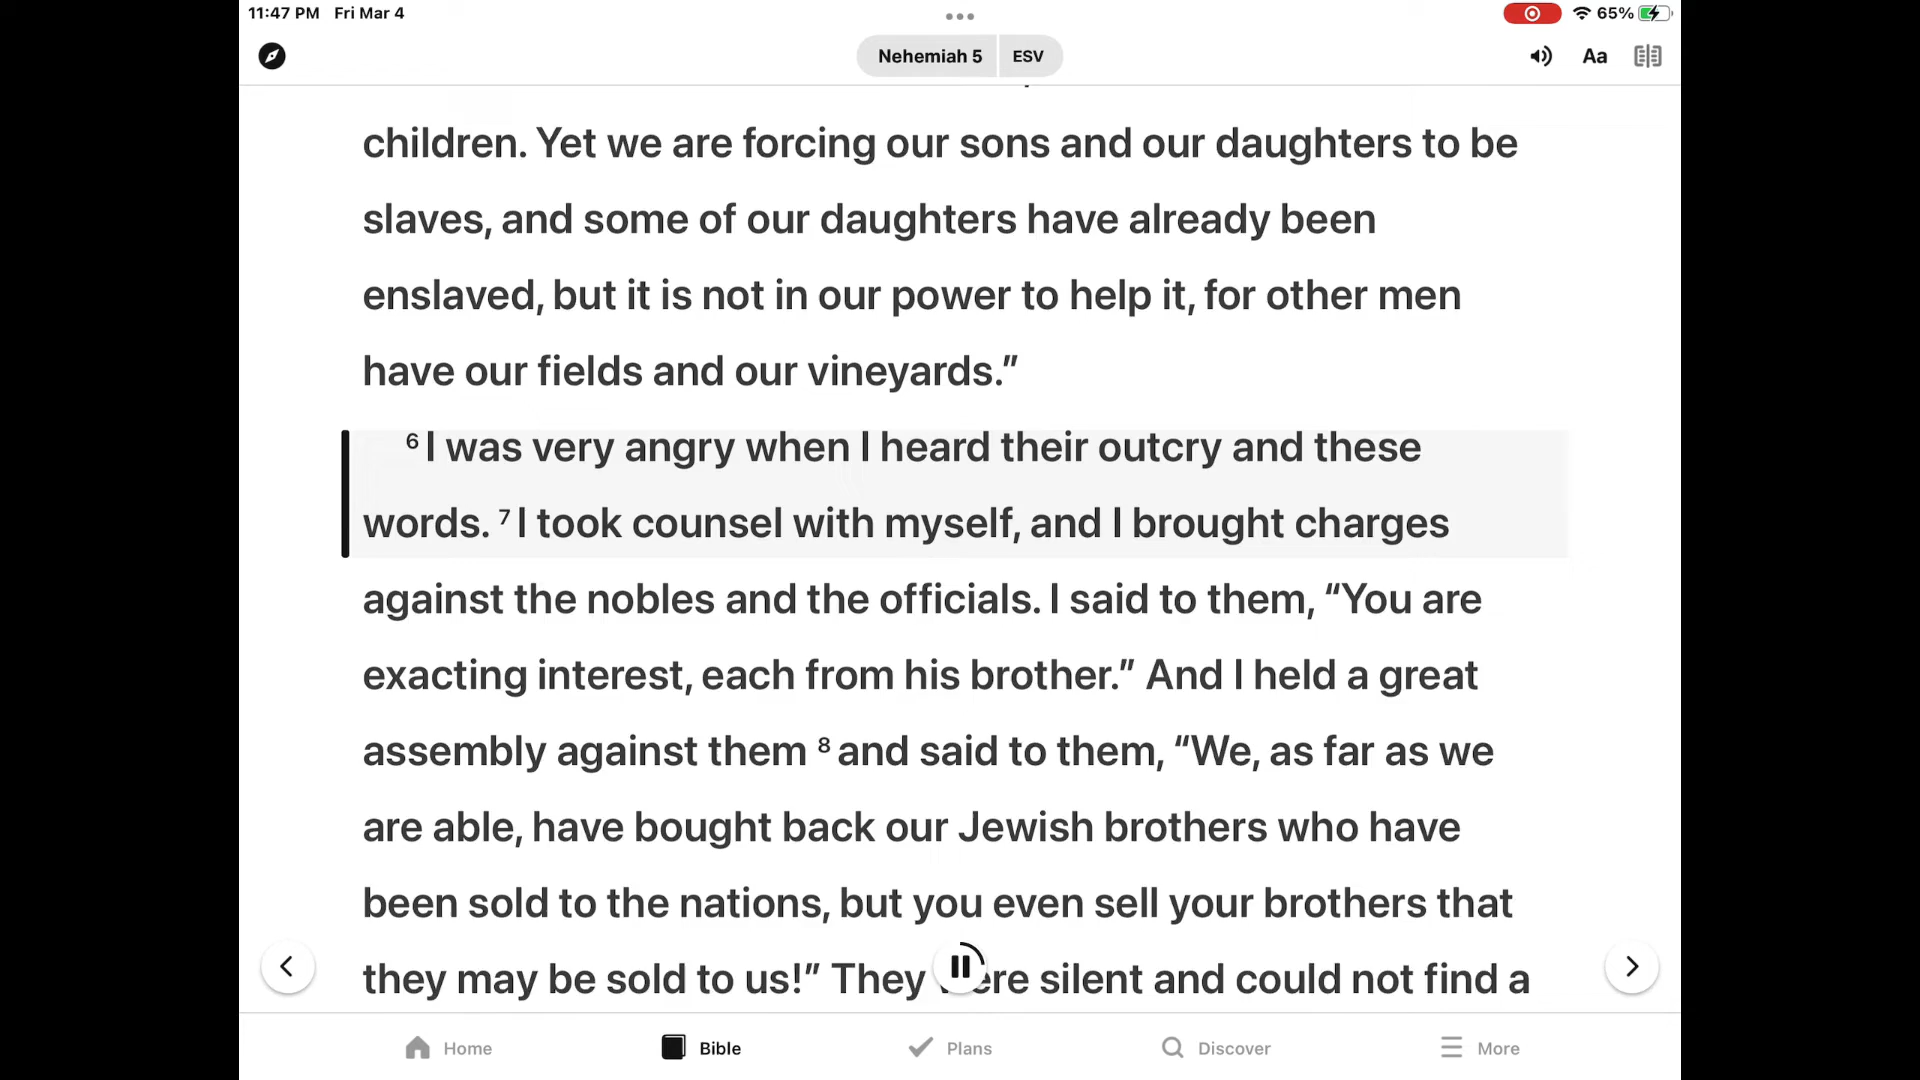 11:47 PM Fri Mar 4
65%
Nehemiah 5 ESV
Aa
children. Yet we are forcing our sons and our daughters to be
slaves, and some of our daughters have already been
enslaved, but it is not in our power to help it, for other men
have our fields and our vineyards.”
6 I was very angry when I heard their outcry and these
words. 7 I took counsel with myself, and I brought charges
against the nobles and the officials. I said to them, “You are
exacting interest, each from his brother.” And I held a great
assembly against them 8 and said to them, “We, as far as we
are able, have bought back our Jewish brothers who have
been sold to the nations, but you even sell your brothers that
they may be sold to us!” They were silent and could not find a
Home Bible Plans Discover More